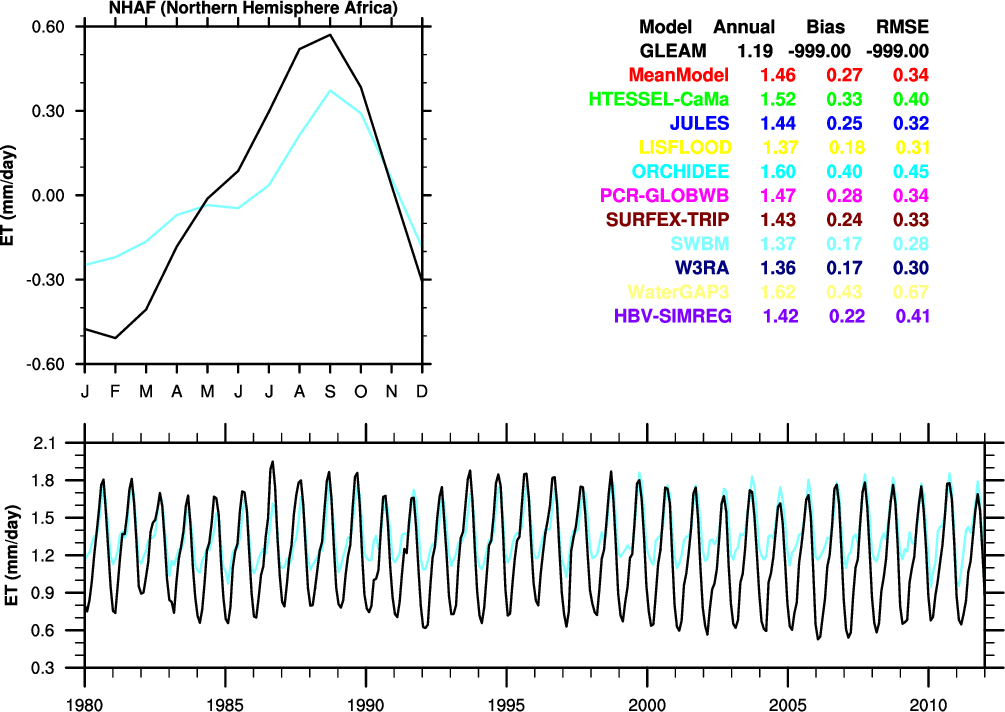 NHAF (Northern Hemisphere Africa)
0.60
0.30
0.00
-0.30
-0.60
ET (mm/day)
J F M A M J J A S O N D
Model Annual Bias RMSE
GLEAM 1.19 -999.00 -999.00
MeanModel 1.46 0.27 0.34
HTESSEL-CaMa 1.52 0.33 0.40
JULES 1.44 0.25 0.32
LISFLOOD 1.37 0.18 0.31
ORCHIDEE 1.60 0.40 0.45
PCR-GLOBWB 1.47 0.28 0.34
SURFEX-TRIP 1.43 0.24 0.33
SWBM 1.37 0.17 0.28
W3RA 1.36 0.17 0.30
WaterGAP3 1.62 0.43 0.67
HBV-SIMREG 1.42 0.22 0.41
2.1
1.8
1.5
1.2
0.9
0.6
0.3
ET (mm/day)
1980 1985 1990 1995 2000 2005 2010